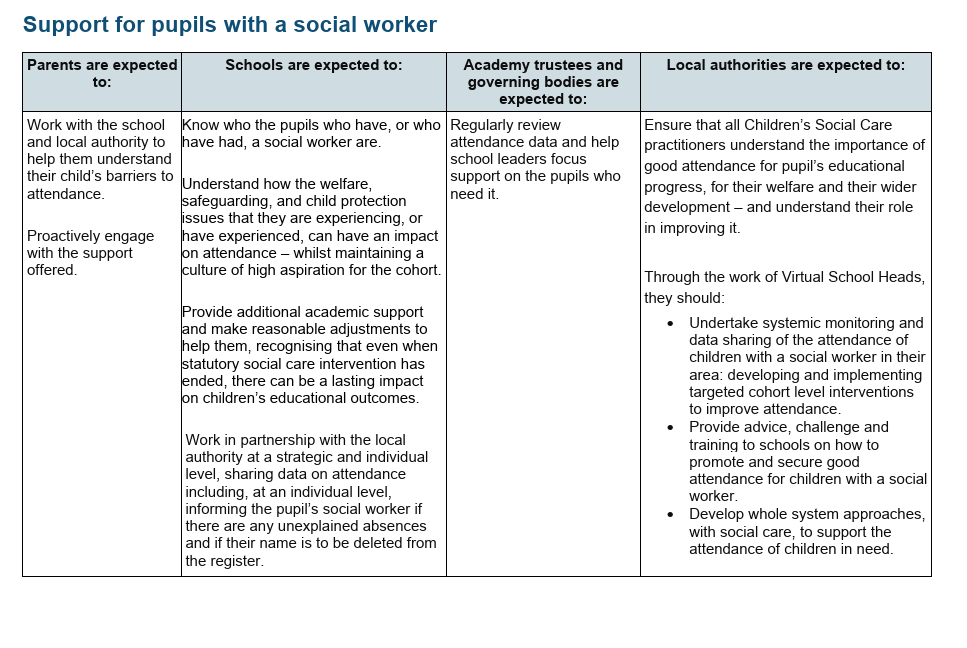 Support for pupils with a social worker
Parents are expected
to:
Schools are expected to:
Academy trustees and
governing bodies are
expected to:
Local authorities are expected to:
Work with the school
and local authority to
help them understand
their child’s barriers to
attendance.
Proactively engage
with the support
offered.
Know who the pupils who have, or who
have had, a social worker are.
Understand how the welfare,
safeguarding, and child protection
issues that they are experiencing, or
have experienced, can have an impact
on attendance – whilst maintaining a
culture of high aspiration for the cohort.
Provide additional academic support
and make reasonable adjustments to
help them, recognising that even when
statutory social care intervention has
ended, there can be a lasting impact
on children’s educational outcomes.
Work in partnership with the local
authority at a strategic and individual
level, sharing data on attendance
including, at an individual level,
informing the pupil’s social worker if
there are any unexplained absences
and if their name is to be deleted from
the register.
Regularly review
attendance data and help
school leaders focus
support on the pupils who
need it.
Ensure that all Children’s Social Care
practitioners understand the importance of
good attendance for pupil’s educational
progress, for their welfare and their wider
development – and understand their role
in improving it.
Through the work of Virtual School Heads,
they should:
• Undertake systemic monitoring and
data sharing of the attendance of
children with a social worker in their
area: developing and implementing
targeted cohort level interventions
to improve attendance.
• Provide advice, challenge and
training to schools on how to
promote and secure good
attendance for children with a social
worker.
• Develop whole system approaches,
with social care, to support the
attendance of children in need.